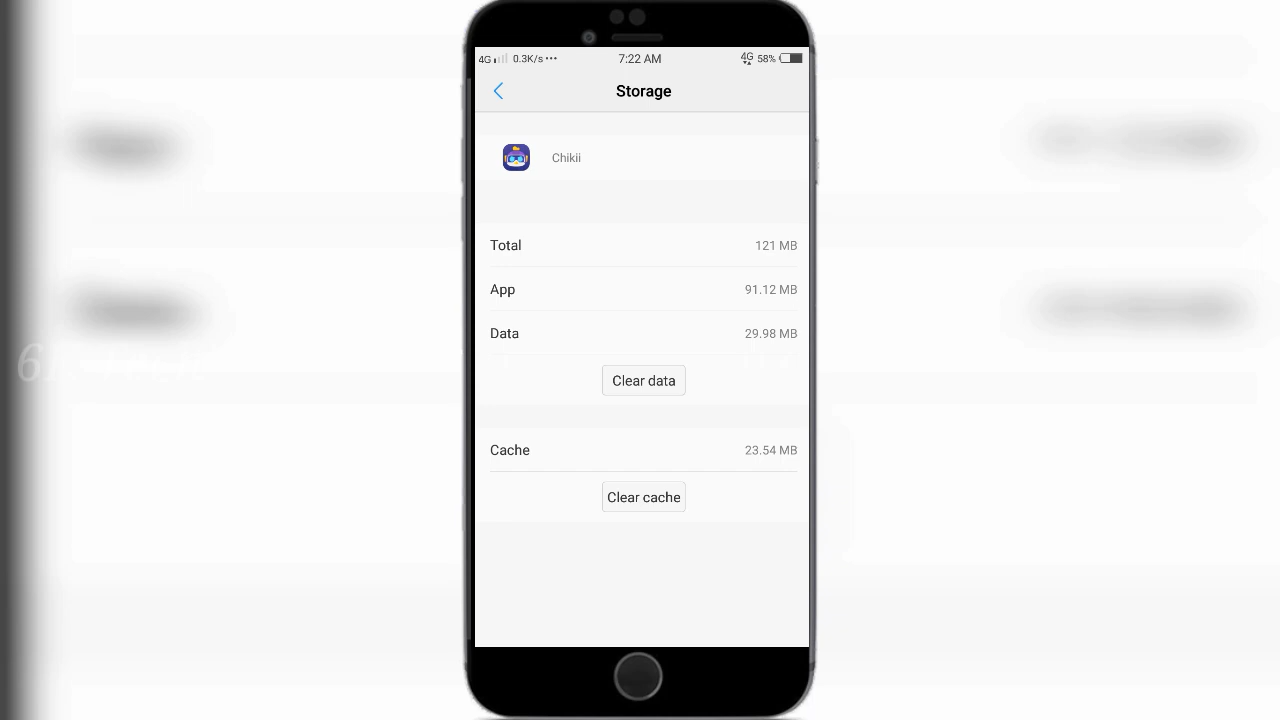 4G 0.3K/s ••• 7:22 AM 4G 58%
Storage
Chikii
Total 121 MB
App 91.12 MB
Data 29.98 MB
Clear data
Cache 23.54 MB
Clear cache